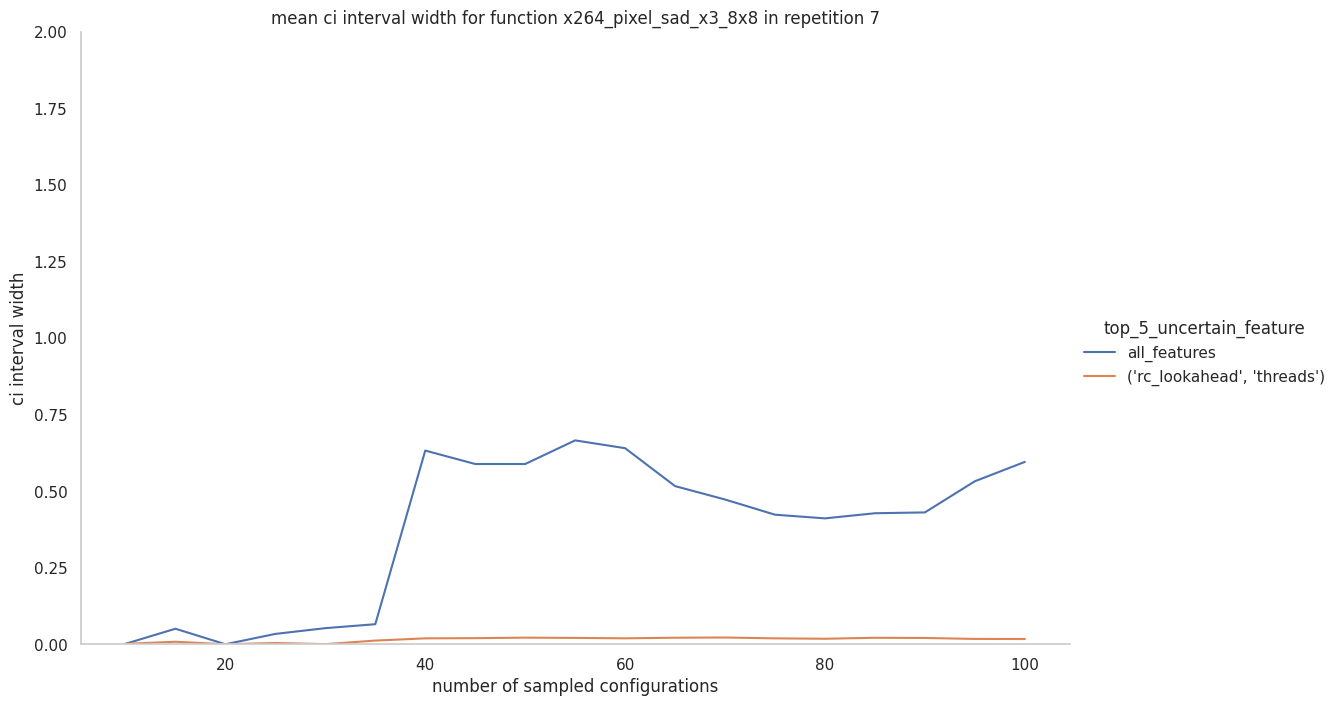 mean ci interval width for function x264_pixel_sad_x3_8x8 in repetition 7
2.00
1.75
1.50
1.25
1.00
0.75
0.50
0.25
0.00
ci interval width
20
40
60
80
100
number of sampled configurations
top_5_uncertain_feature
all_features
('rc_lookahead', 'threads')